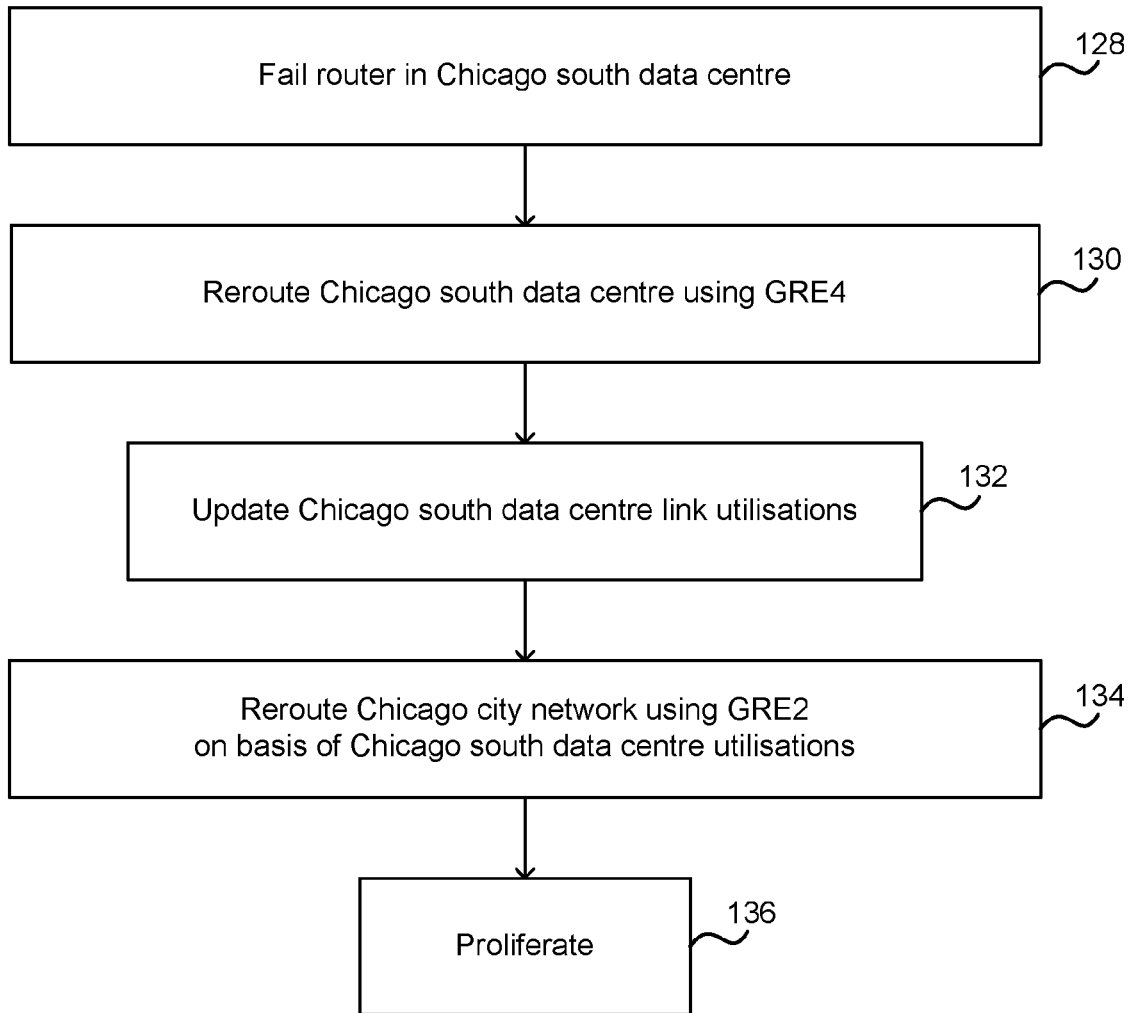 128
Fail router in Chicago south data centre
130
Reroute Chicago south data centre using GRE4
132
Update Chicago south data centre link utilisations
134
Reroute Chicago city network using GRE2
on basis of Chicago south data centre utilisations
136
Proliferate